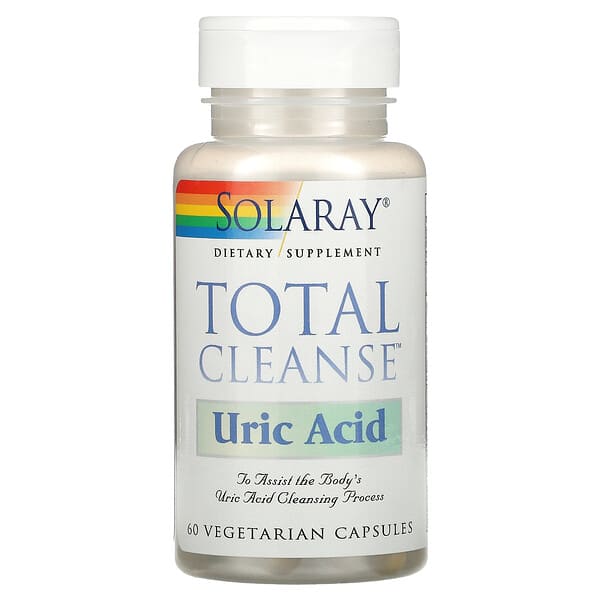 SOLARAY®
DIETARY SUPPLEMENT
TOTAL
CLEANSE™
Uric Acid
To Assist the Body's
Uric Acid Cleansing Process
60 VEGETARIAN CAPSULES